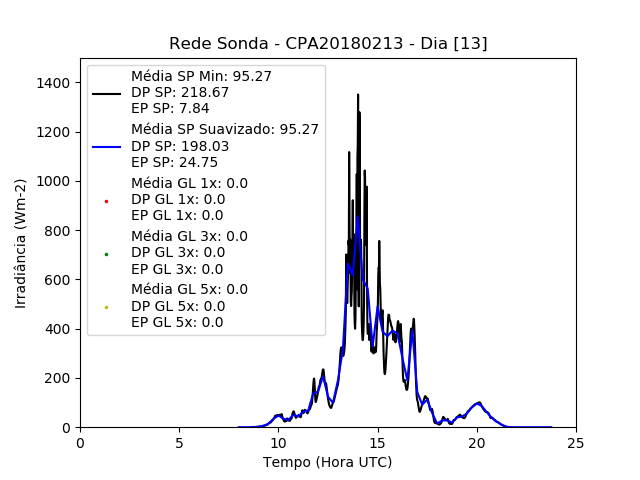 Rede Sonda - CPA20180213 - Dia [13]
Irradiância (Wm-2)
1400
1200
1000
800
600
400
200
0
Média SP Min: 95.27
DP SP: 218.67
EP SP: 7.84
Média SP Suavizado: 95.27
DP SP: 198.03
EP SP: 24.75
Média GL 1x: 0.0
DP GL 1x: 0.0
EP GL 1x: 0.0
Média GL 3x: 0.0
DP GL 3x: 0.0
EP GL 3x: 0.0
Média GL 5x: 0.0
DP GL 5x: 0.0
EP GL 5x: 0.0
0 5 10 15 20 25
Tempo (Hora UTC)